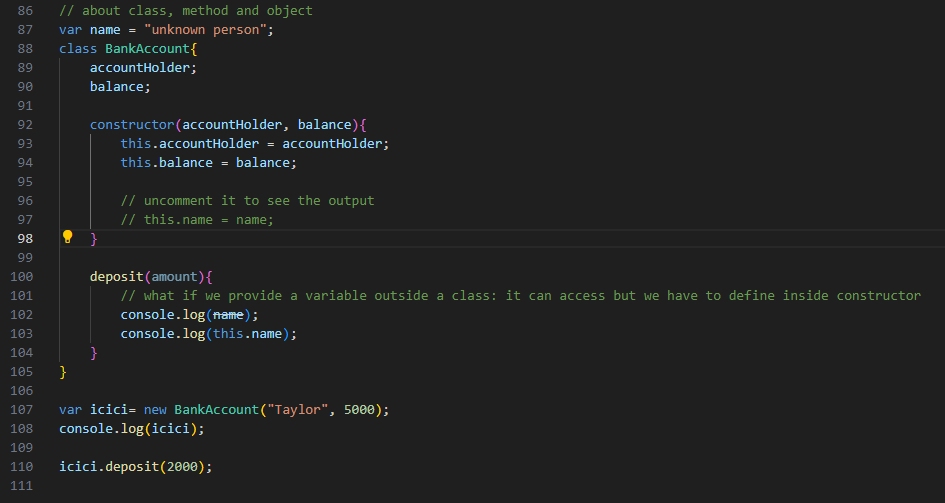 86 // about class, method and object
87 var name = "unknown person";
88 class BankAccount{
89     accountHolder;
90     balance;
91
92     constructor(accountHolder, balance){
93         this.accountHolder = accountHolder;
94         this.balance = balance;
95
96         // uncomment it to see the output
97         // this.name = name;
98     }
99
100     deposit(amount){
101         // what if we provide a variable outside a class: it can access but we have to define inside constructor
102         console.log(name);
103         console.log(this.name);
104     }
105 }
106
107 var icici= new BankAccount("Taylor", 5000);
108 console.log(icici);
109
110 icici.deposit(2000);
111